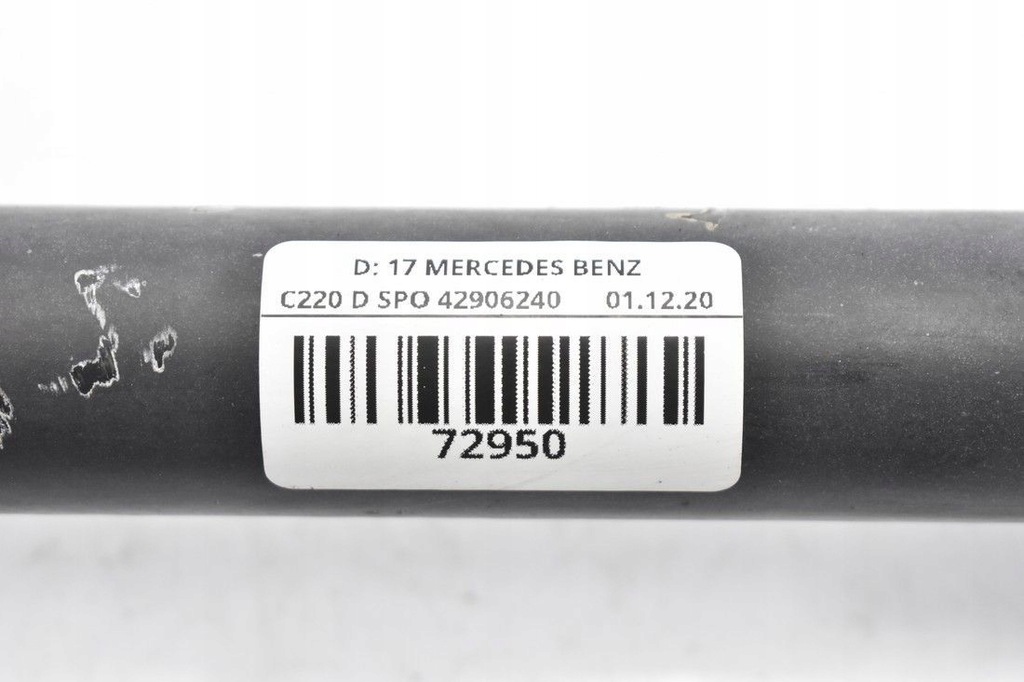 D: 17 MERCEDES BENZ
C220 D SPO 42906240 01.12.20
72950